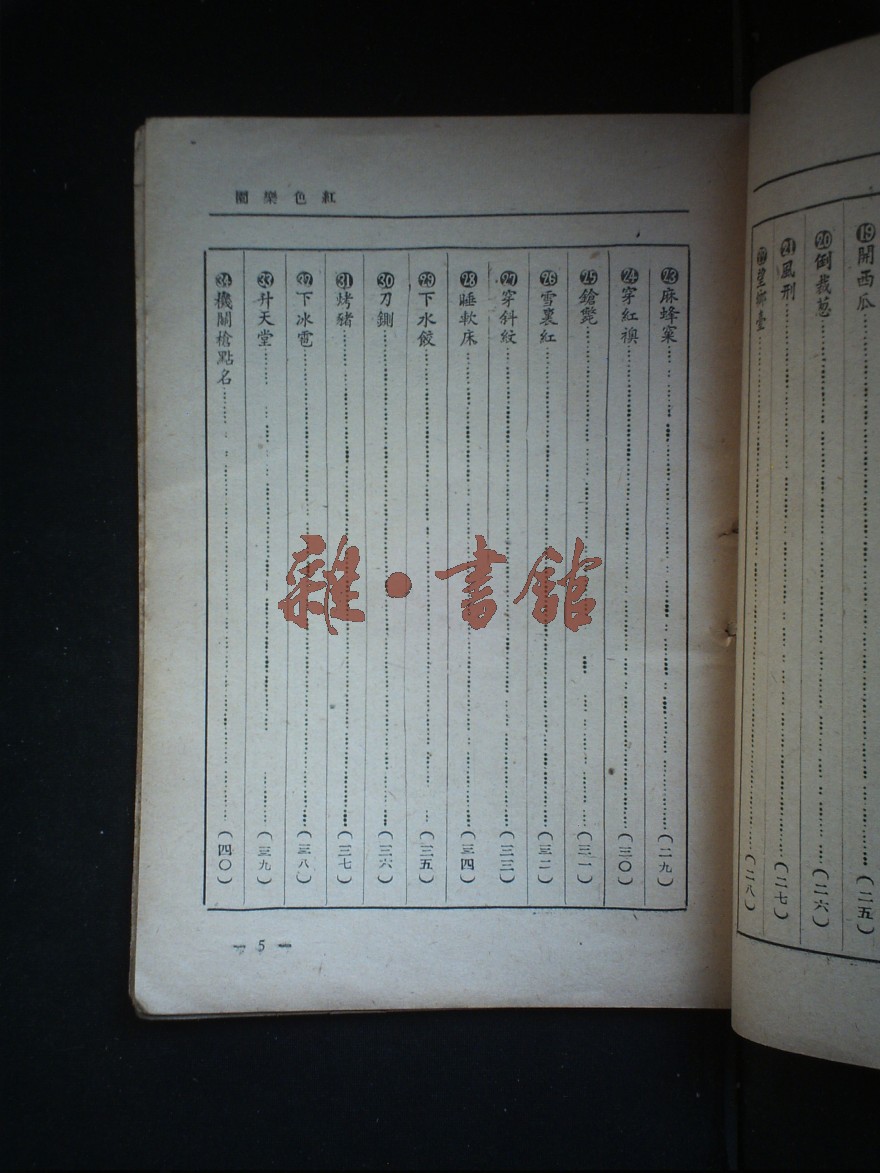 ⑲開西瓜……(二五)
⑳倒栽葱……(二六)
㉑風刑……(二七)
㉒望鄉臺……(二八)
紅色樂園
㉓麻蜂窠……(二九)
㉔穿紅襖……(三〇)
㉕鎗斃……(三一)
㉖雪裏紅……(三二)
㉗穿斜紋……(三三)
㉘睡軟床……(三四)
㉙下水餃……(三五)
㉚刀鍘……(三六)
㉛烤豬……(三七)
㉜下冰雹……(三八)
㉝升天堂……(三九)
㉞機關槍點名……(四〇)
— 5 —
雜·書館